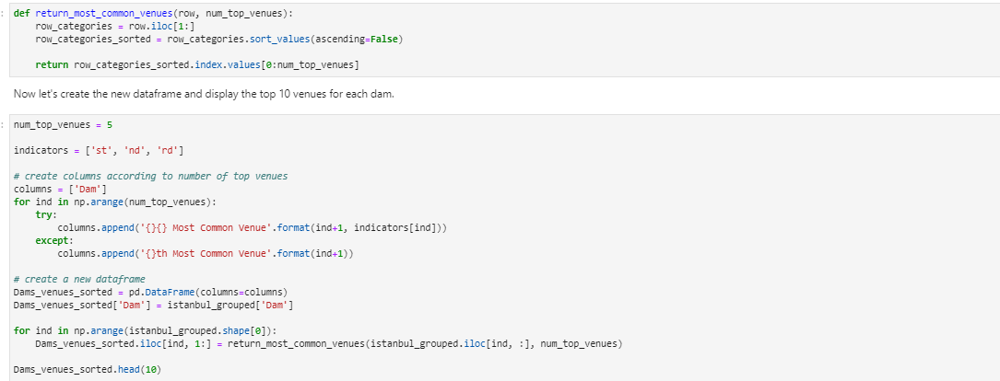 :
def return_most_common_venues(row, num_top_venues):
    row_categories = row.iloc[1:]
    row_categories_sorted = row_categories.sort_values(ascending=False)
    return row_categories_sorted.index.values[0:num_top_venues]
Now let's create the new dataframe and display the top 10 venues for each dam.
:
num_top_venues = 5
indicators = ['st', 'nd', 'rd']
# create columns according to number of top venues
columns = ['Dam']
for ind in np.arange(num_top_venues):
    try:
        columns.append('{}{} Most Common Venue'.format(ind+1, indicators[ind]))
    except:
        columns.append('{}th Most Common Venue'.format(ind+1))
# create a new dataframe
Dams_venues_sorted = pd.DataFrame(columns=columns)
Dams_venues_sorted['Dam'] = istanbul_grouped['Dam']
for ind in np.arange(istanbul_grouped.shape[0]):
    Dams_venues_sorted.iloc[ind, 1:] = return_most_common_venues(istanbul_grouped.iloc[ind, :], num_top_venues)
Dams_venues_sorted.head(10)